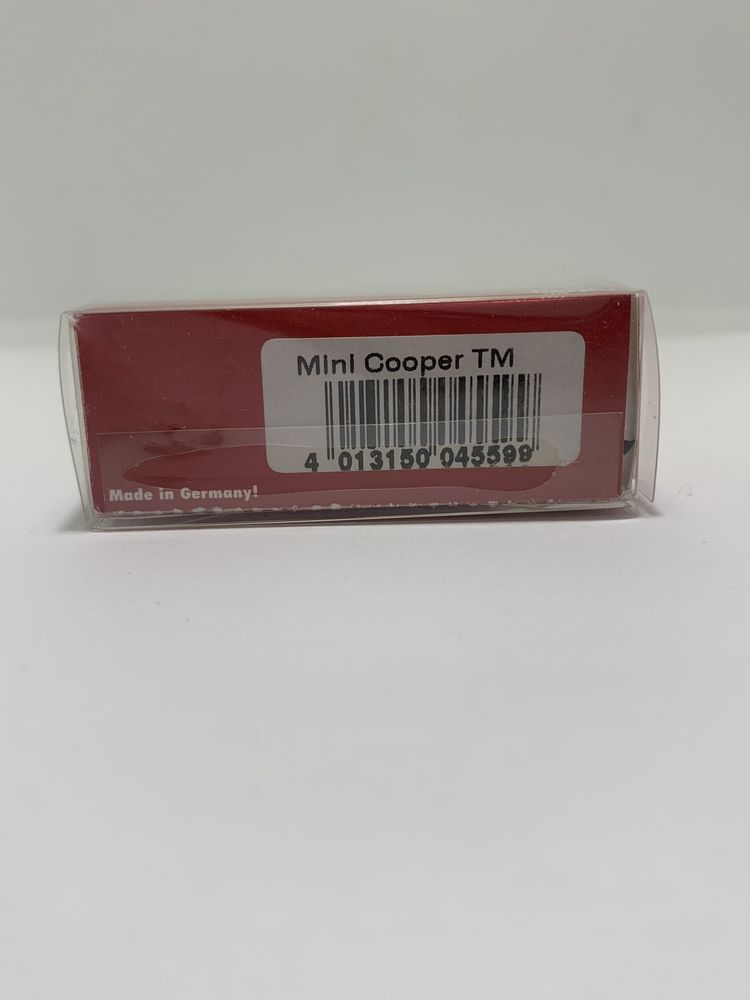 Mini Cooper TM
4 013150 045599
Made in Germany!